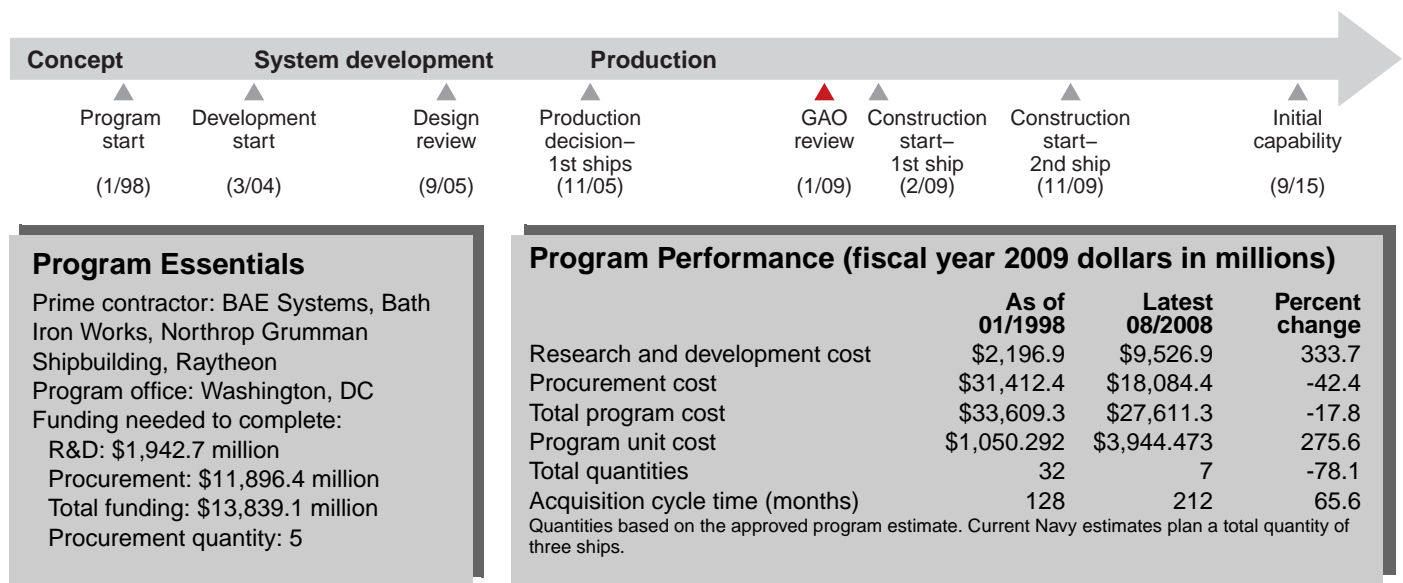 Concept System development Production
Program start (1/98)
Development start (3/04)
Design review (9/05)
Production decision– 1st ships (11/05)
GAO review (1/09)
Construction start– 1st ship (2/09)
Construction start– 2nd ship (11/09)
Initial capability (9/15)
Program Essentials
Prime contractor: BAE Systems, Bath
Iron Works, Northrop Grumman
Shipbuilding, Raytheon
Program office: Washington, DC
Funding needed to complete:
R&D: $1,942.7 million
Procurement: $11,896.4 million
Total funding: $13,839.1 million
Procurement quantity: 5
Program Performance (fiscal year 2009 dollars in millions)
As of Latest Percent
01/1998 08/2008 change
Research and development cost $2,196.9 $9,526.9 333.7
Procurement cost $31,412.4 $18,084.4 -42.4
Total program cost $33,609.3 $27,611.3 -17.8
Program unit cost $1,050.292 $3,944.473 275.6
Total quantities 32 7 -78.1
Acquisition cycle time (months) 128 212 65.6
Quantities based on the approved program estimate. Current Navy estimates plan a total quantity of
three ships.